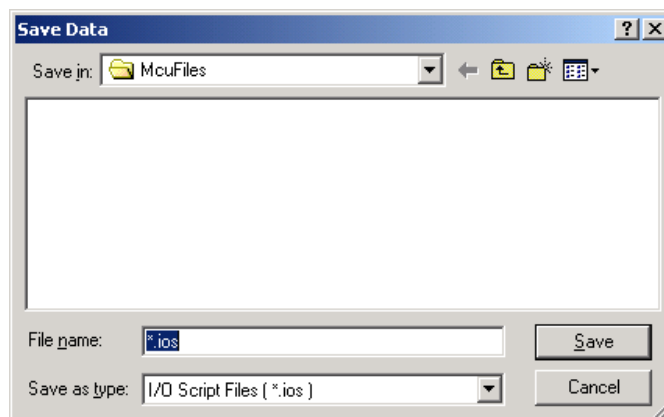 Save Data
Save in: McuFiles
File name: *.ios Save
Save as type: I/O Script Files ( *.ios ) Cancel